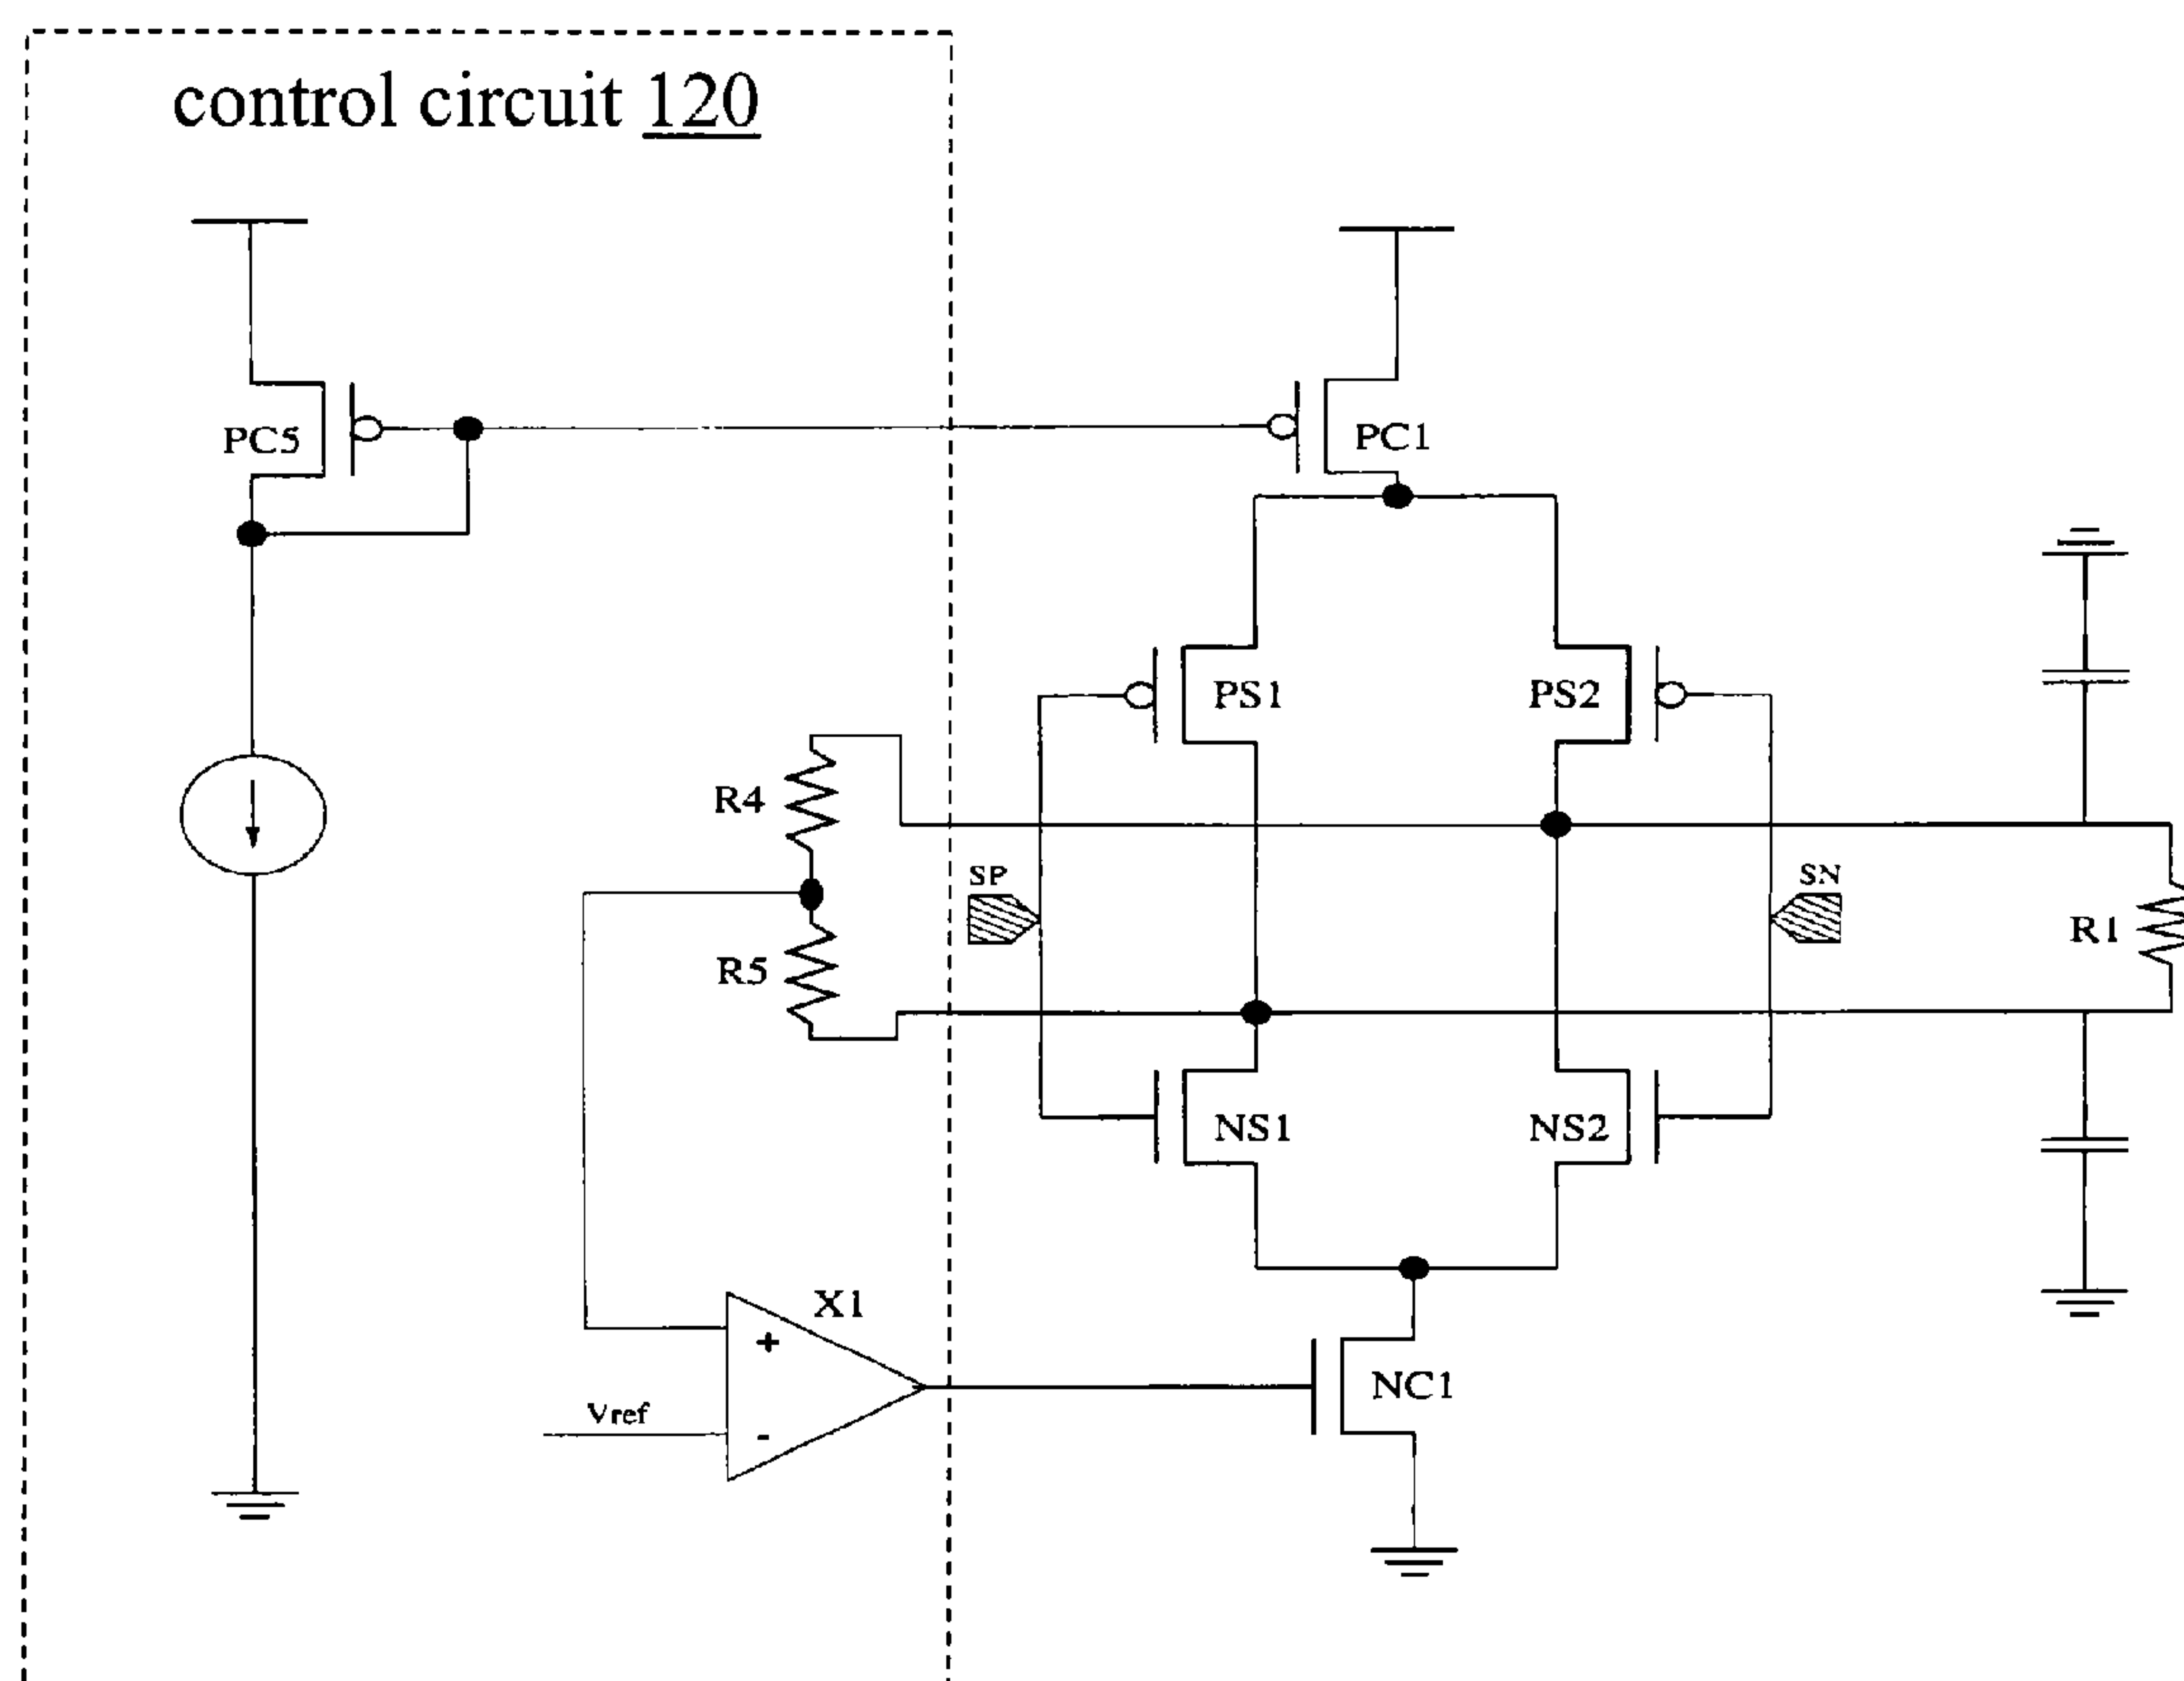 control circuit 120
PC5
PC1
PS1
PS2
R4
SP
SN
R1
R5
NS1
NS2
X1
+
NC1
Vref
-